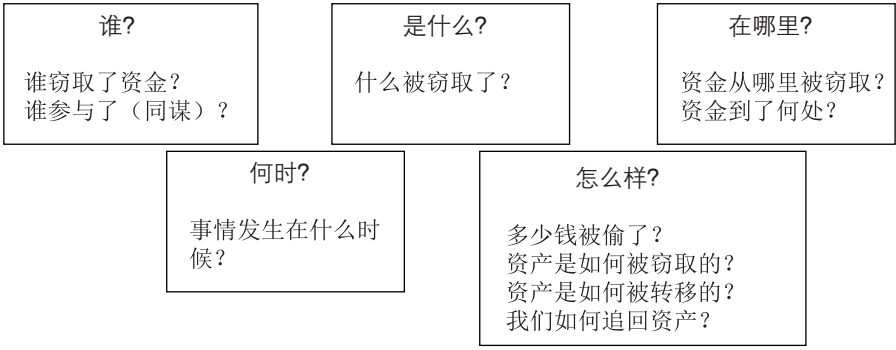 谁?
谁窃取了资金？
谁参与了（同谋）？
是什么?
什么被窃取了？
在哪里?
资金从哪里被窃取？
资金到了何处？
何时?
事情发生在什么时
候？
怎么样?
多少钱被偷了？
资产是如何被窃取的？
资产是如何被转移的？
我们如何追回资产？